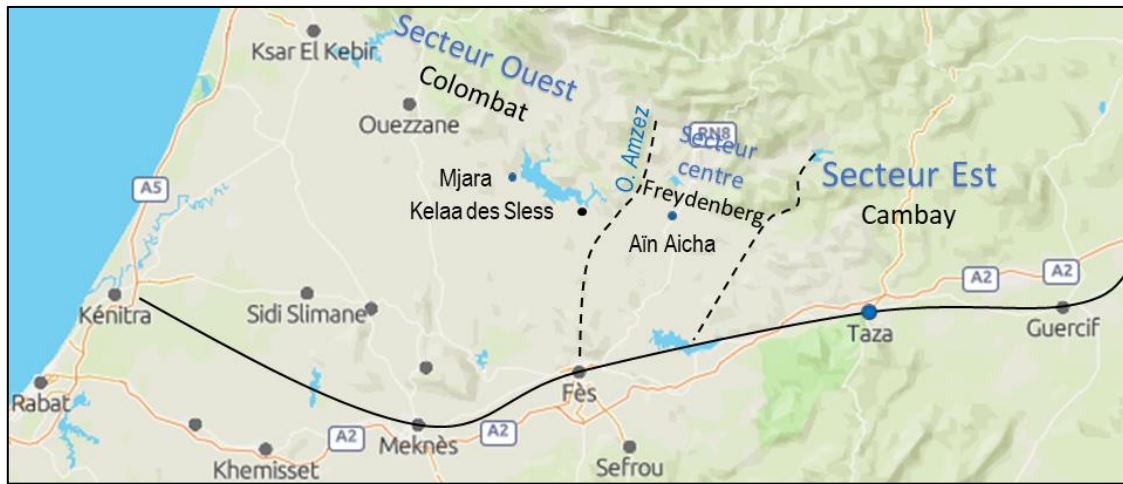 Ksar El Kebir
Secteur Ouest
Colombat
Ouezzane
O. Amzez
RN8
Secteur
centre
Mjara
Freydenberg
Secteur Est
Kelaa des Sless
Cambay
A5
Aïn Aicha
A2
A2
Kénitra
Sidi Slimane
Taza
Guercif
Rabat
Fès
A2
Meknès
A2
Khemisset
Sefrou